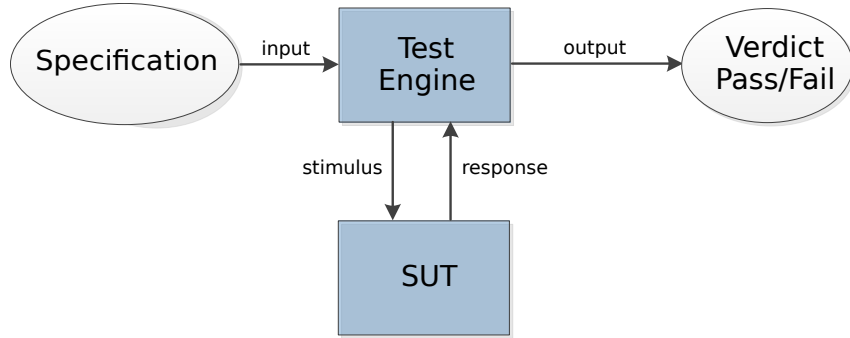 Specification
input
Test
Engine
output
Verdict
Pass/Fail
stimulus
response
SUT